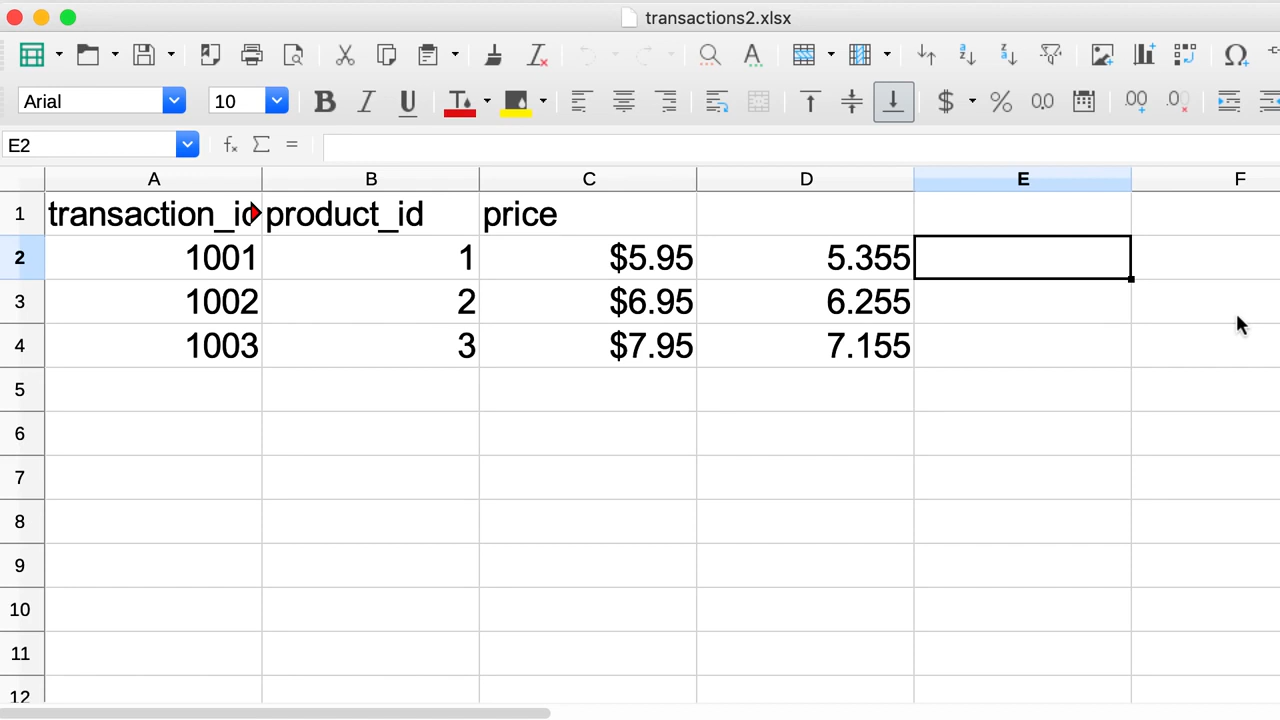 transactions2.xlsx
Arial 10 B I U
E2 fx Σ =
A B C D E F
1 transaction_id product_id price
2 1001 1 $5.95 5.355
3 1002 2 $6.95 6.255
4 1003 3 $7.95 7.155
5
6
7
8
9
10
11
12